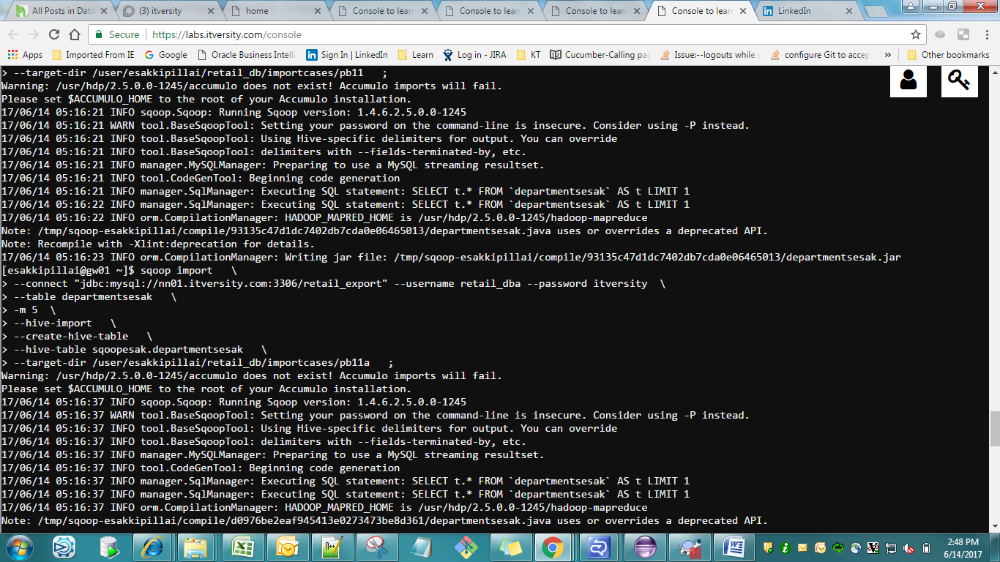 All Posts in Data
(3) itversity
home
Console to lear
Console to lear
Console to lear
Console to lear
LinkedIn
Secure
https://labs.itversity.com/console
Apps
Imported From IE
Google
Oracle Business Intelli
Sign In | LinkedIn
Learn
Log in - JIRA
KT
Cucumber-Calling pag
Issue:--logouts while
configure Git to accep
»
Other bookmarks
> --target-dir /user/esakkipillai/retail_db/importcases/pb11   ;
Warning: /usr/hdp/2.5.0.0-1245/accumulo does not exist! Accumulo imports will fail.
Please set $ACCUMULO_HOME to the root of your Accumulo installation.
17/06/14 05:16:21 INFO sqoop.Sqoop: Running Sqoop version: 1.4.6.2.5.0.0-1245
17/06/14 05:16:21 WARN tool.BaseSqoopTool: Setting your password on the command-line is insecure. Consider using -P instead.
17/06/14 05:16:21 INFO tool.BaseSqoopTool: Using Hive-specific delimiters for output. You can override
17/06/14 05:16:21 INFO tool.BaseSqoopTool: delimiters with --fields-terminated-by, etc.
17/06/14 05:16:21 INFO manager.MySQLManager: Preparing to use a MySQL streaming resultset.
17/06/14 05:16:21 INFO tool.CodeGenTool: Beginning code generation
17/06/14 05:16:21 INFO manager.SqlManager: Executing SQL statement: SELECT t.* FROM `departmentsesak` AS t LIMIT 1
17/06/14 05:16:22 INFO manager.SqlManager: Executing SQL statement: SELECT t.* FROM `departmentsesak` AS t LIMIT 1
17/06/14 05:16:22 INFO orm.CompilationManager: HADOOP_MAPRED_HOME is /usr/hdp/2.5.0.0-1245/hadoop-mapreduce
Note: /tmp/sqoop-esakkipillai/compile/93135c47d1dc7402db7cda0e06465013/departmentsesak.java uses or overrides a deprecated API.
Note: Recompile with -Xlint:deprecation for details.
17/06/14 05:16:23 INFO orm.CompilationManager: Writing jar file: /tmp/sqoop-esakkipillai/compile/93135c47d1dc7402db7cda0e06465013/departmentsesak.jar
[esakkipillai@gw01 ~]$ sqoop import   \
> --connect "jdbc:mysql://nn01.itversity.com:3306/retail_export" --username retail_dba --password itversity  \
> --table departmentsesak   \
> -m 5  \
> --hive-import   \
> --create-hive-table   \
> --hive-table sqoopesak.departmentsesak   \
> --target-dir /user/esakkipillai/retail_db/importcases/pb11a   ;
Warning: /usr/hdp/2.5.0.0-1245/accumulo does not exist! Accumulo imports will fail.
Please set $ACCUMULO_HOME to the root of your Accumulo installation.
17/06/14 05:16:37 INFO sqoop.Sqoop: Running Sqoop version: 1.4.6.2.5.0.0-1245
17/06/14 05:16:37 WARN tool.BaseSqoopTool: Setting your password on the command-line is insecure. Consider using -P instead.
17/06/14 05:16:37 INFO tool.BaseSqoopTool: Using Hive-specific delimiters for output. You can override
17/06/14 05:16:37 INFO tool.BaseSqoopTool: delimiters with --fields-terminated-by, etc.
17/06/14 05:16:37 INFO manager.MySQLManager: Preparing to use a MySQL streaming resultset.
17/06/14 05:16:37 INFO tool.CodeGenTool: Beginning code generation
17/06/14 05:16:37 INFO manager.SqlManager: Executing SQL statement: SELECT t.* FROM `departmentsesak` AS t LIMIT 1
17/06/14 05:16:37 INFO manager.SqlManager: Executing SQL statement: SELECT t.* FROM `departmentsesak` AS t LIMIT 1
17/06/14 05:16:37 INFO orm.CompilationManager: HADOOP_MAPRED_HOME is /usr/hdp/2.5.0.0-1245/hadoop-mapreduce
Note: /tmp/sqoop-esakkipillai/compile/d0976be2eaf945413e0273473be8d361/departmentsesak.java uses or overrides a deprecated API.
2:48 PM
6/14/2017